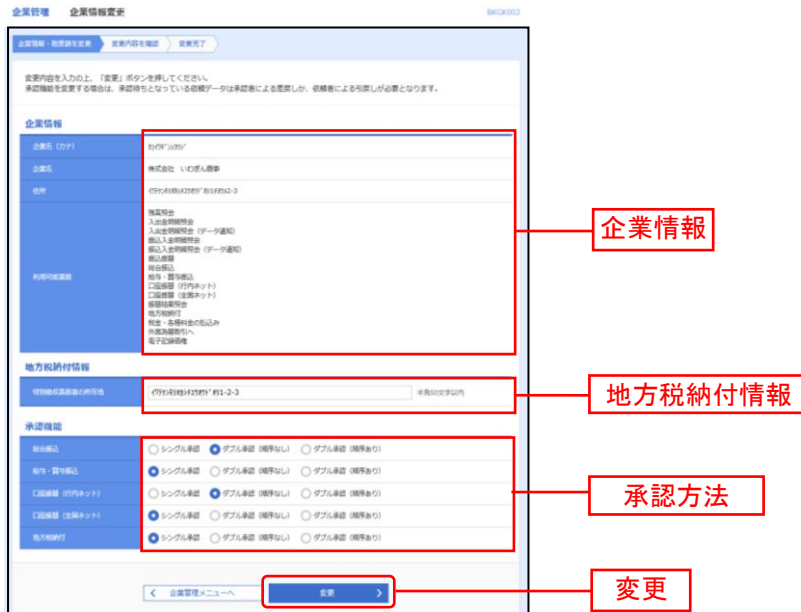 企業管理 企業情報変更 BKGK002
企業情報・管理額を変更 変更内容を確認 変更完了
変更内容を入力の上、「変更」ボタンを押してください。
承認機能を変更する場合は、承認待ちとなっている依頼データは承認者による差戻しか、依頼者による引戻しが必要となります。
企業情報
企業名（カナ）
企業名 株式会社 いわぎん商事
住所
利用可能業務
残高照会
入出金明細照会
入出金明細照会（データ通知）
振込入金明細照会
振込入金明細照会（データ通知）
振込振替
総合振込
給与・賞与振込
口座振替（行内ネット）
口座振替（全国ネット）
振替結果照会
地方税納付
税金・各種料金の払込み
外国為替取引へ
電子記録債権
企業情報
地方税納付情報
特別徴収義務者の所在地 半角50文字以内
地方税納付情報
承認機能
総合振込 シングル承認 ダブル承認（順序なし） ダブル承認（順序あり）
給与・賞与振込 シングル承認 ダブル承認（順序なし） ダブル承認（順序あり）
口座振替（行内ネット） シングル承認 ダブル承認（順序なし） ダブル承認（順序あり）
口座振替（全国ネット） シングル承認 ダブル承認（順序なし） ダブル承認（順序あり）
地方税納付 シングル承認 ダブル承認（順序なし） ダブル承認（順序あり）
承認方法
企業管理メニューへ 変更
変更